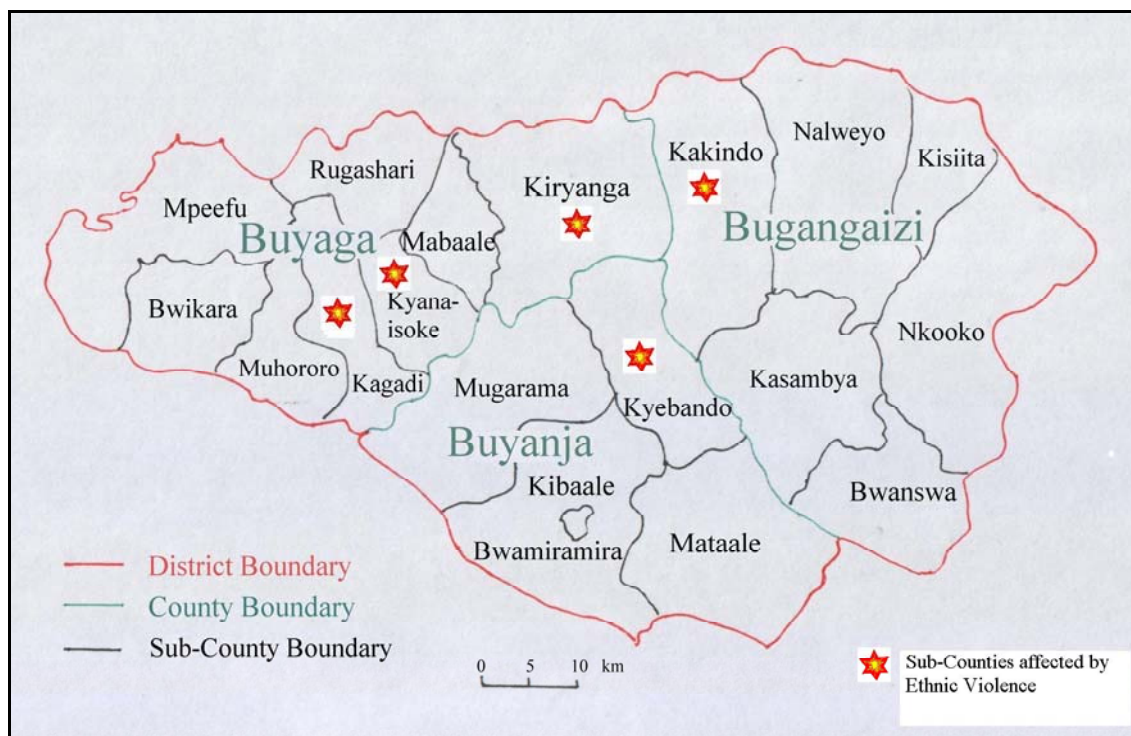 Nalweyo
Kakindo
Kisiita
Rugashari
Kiryanga
Mpeefu
Buyaga
Mabaale
Bugangaizi
Bwikara
Kyana-
isoke
Nkooko
Muhororo
Kagadi
Mugarama
Kasambya
Kyebando
Buyanja
Kibaale
Bwanswa
Bwamiramira
Mataale
District Boundary
County Boundary
Sub-County Boundary
0 5 10 km
Sub-Counties affected by
Ethnic Violence